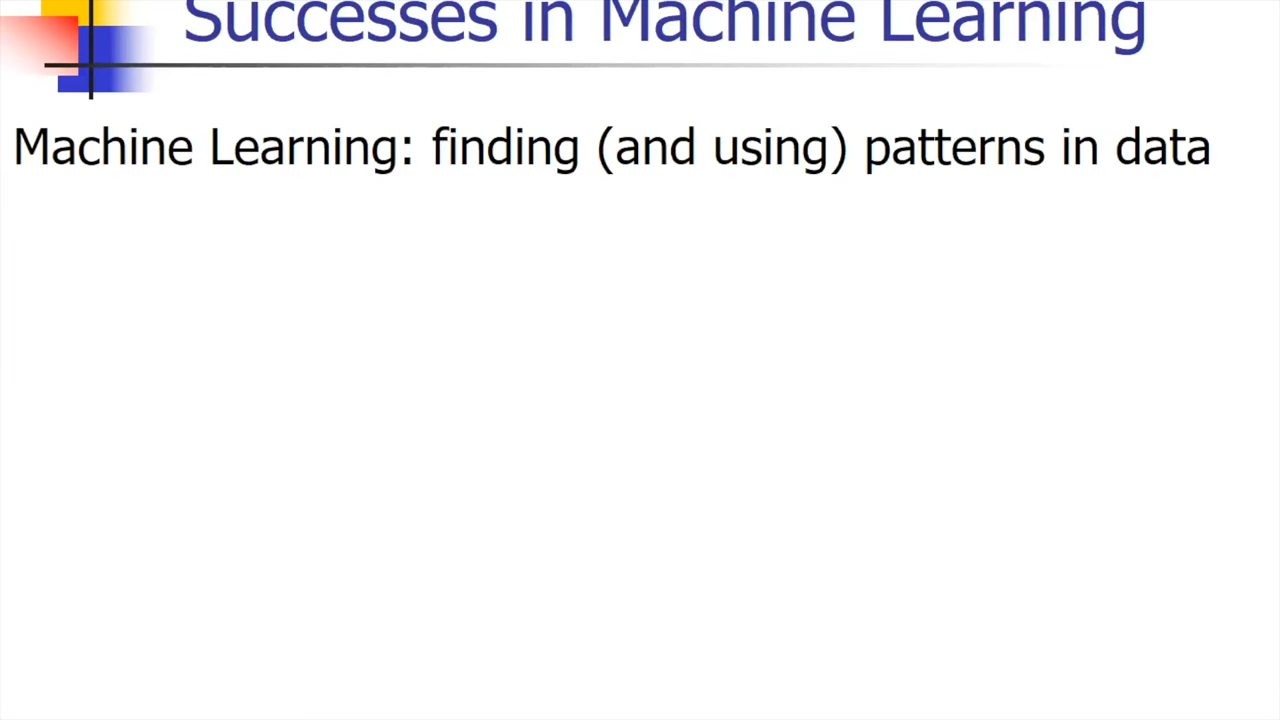 Successes in Machine Learning
Machine Learning: finding (and using) patterns in data